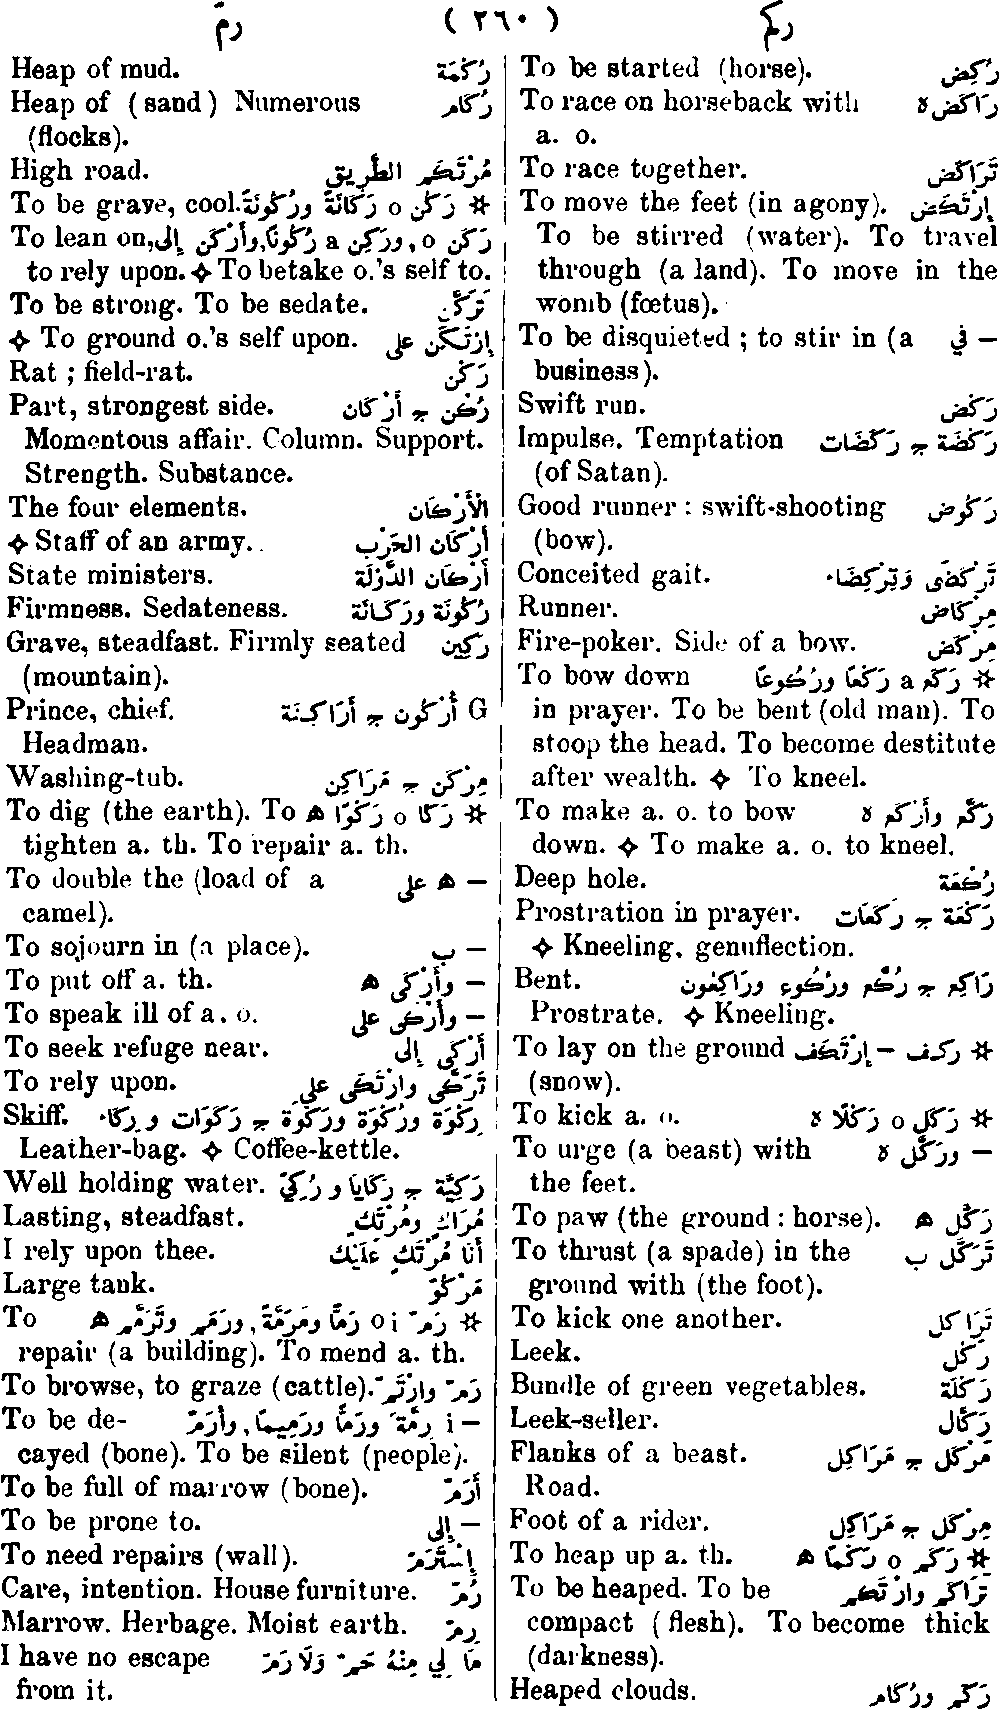 رمّ ( ٢٦٠ ) ركم
To be started (horse). رُكِض
To race on horseback with رَاكَض ه
a. o.
To race together. تَرَاكَض
To move the feet (in agony). إِرْتَكَض
To be stirred (water). To travel
through (a land). To move in the
womb (fœtus).
To be disquieted ; to stir in (a في –
business).
Swift run. رَكْض
Impulse. Temptation رَكْضَة ج رَكَضَات
(of Satan).
Good runner : swift-shooting رَكُوض
(bow).
Conceited gait. تَرْكَضَى وَتِرْكِضَاء
Runner. مِرْكَاض
Fire-poker. Side of a bow. مِرْكَض
To bow down ☆ رَكَع a رَكْعًا ورُكُوعًا
in prayer. To be bent (old man). To
stoop the head. To become destitute
after wealth. ✧ To kneel.
To make a. o. to bow رَكَّع وأَرْكَع ه
down. ✧ To make a. o. to kneel.
Deep hole. رُكْعَة
Prostration in prayer. رَكْعَة ج رَكَعَات
✧ Kneeling, genuflection.
Bent. رَاكِع ج رُكَّع ورُكُوع ورَاكِعُون
Prostrate. ✧ Kneeling.
To lay on the ground ☆ ركف – إِرْتَكَف
(snow).
To kick a. o. ☆ رَكَل o رَكْلًا ه
To urge (a beast) with – ورَكَّل ه
the feet.
To paw (the ground : horse). رَكَّل ه
To thrust (a spade) in the تَرَكَّل ب
ground with (the foot).
To kick one another. تَرَاكَل
Leek. رَكْل
Bundle of green vegetables. رَكْلَة
Leek-seller. رَكَّال
Flanks of a beast. مَرْكَل ج مَرَاكِل
Road.
Foot of a rider. مِرْكَل ج مَرَاكِل
To heap up a. th. ☆ رَكَم o رَكْمًا ه
To be heaped. To be تَرَاكَم وارْتَكَم
compact (flesh). To become thick
(darkness).
Heaped clouds. رَكَم ورُكَام
Heap of mud. رُكْمَة
Heap of (sand) Numerous رُكَام
(flocks).
High road. مُرْتَكَم الطَّرِيق
To be grave, cool. ☆ رَكُن o رَكَانَةً ورُكُونَةً
To lean on, رَكَن o, ورَكِن a رُكُونًا, وأَرْكَن إِلى
to rely upon. ✧ To betake o.'s self to.
To be strong. To be sedate. تَرَكَّن
✧ To ground o.'s self upon. إِرْتَكَن على
Rat ; field-rat. رَكْن
Part, strongest side. رُكْن ج أَرْكَان
Momentous affair. Column. Support.
Strength. Substance.
The four elements. الْأَرْكَان
✧ Staff of an army. أَرْكَان الحَرْب
State ministers. أَرْكَان الدَّوْلَة
Firmness. Sedateness. رُكُونَة ورَكَانَة
Grave, steadfast. Firmly seated رَكِين
(mountain).
Prince, chief. G أُرْكُون ج أَرَاكِنَة
Headman.
Washing-tub. مِرْكَن ج مَرَاكِن
To dig (the earth). To ☆ رَكَا o رَكْوًا ه
tighten a. th. To repair a. th.
To double the (load of a – ه على
camel).
To sojourn in (a place). – ب
To put off a. th. – وأَرْكَى ه
To speak ill of a. o. – وأَرْكَى على
To seek refuge near. أَرْكَى إِلى
To rely upon. تَرَكَّى وارْتَكَى على
Skiff. رِكْوَة ورُكْوَة ورَكْوَة ج رَكَوَات ورِكَاء
Leather-bag. ✧ Coffee-kettle.
Well holding water. رَكِيَّة ج رَكَايَا و رُكِيّ
Lasting, steadfast. مُرَاكٍ ومُرْتَكٍ
I rely upon thee. أَنَا مُرْتَكٍ عَلَيْك
Large tank. مَرْكُوّ
To ☆ رَمّ o i رَمًّا ومَرَمَّةً, ورَمَّم وتَرَمَّم ه
repair (a building). To mend a. th.
To browse, to graze (cattle). رَمّ وارْتَمّ
To be de- – i رِمَّةً ورَمًّا ورَمِيمًا, وأَرَمّ
cayed (bone). To be silent (people).
To be full of marrow (bone). أَرَمّ
To be prone to. – إِلى
To need repairs (wall). إِسْتَرَمّ
Care, intention. House furniture. رُمّ
Marrow. Herbage. Moist earth. رِمّ
I have no escape مَا لِي مِنْهُ حُمّ وَلَا رُمّ
from it.